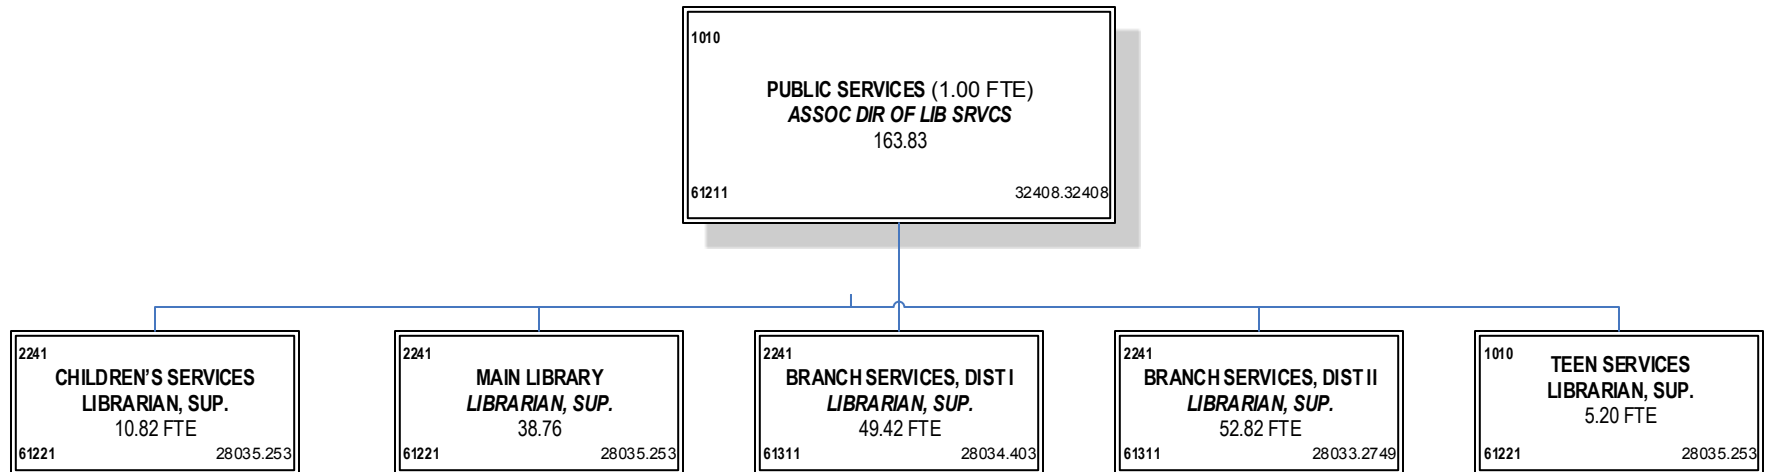 1010
PUBLIC SERVICES (1.00 FTE)
ASSOC DIR OF LIB SRVCS
163.83
61211 32408.32408
2241
CHILDREN'S SERVICES
LIBRARIAN, SUP.
10.82 FTE
61221 28035.253
2241
MAIN LIBRARY
LIBRARIAN, SUP.
38.76
61221 28035.253
2241
BRANCH SERVICES, DIST I
LIBRARIAN, SUP.
49.42 FTE
61311 28034.403
2241
BRANCH SERVICES, DIST II
LIBRARIAN, SUP.
52.82 FTE
61311 28033.2749
1010
TEEN SERVICES
LIBRARIAN, SUP.
5.20 FTE
61221 28035.253